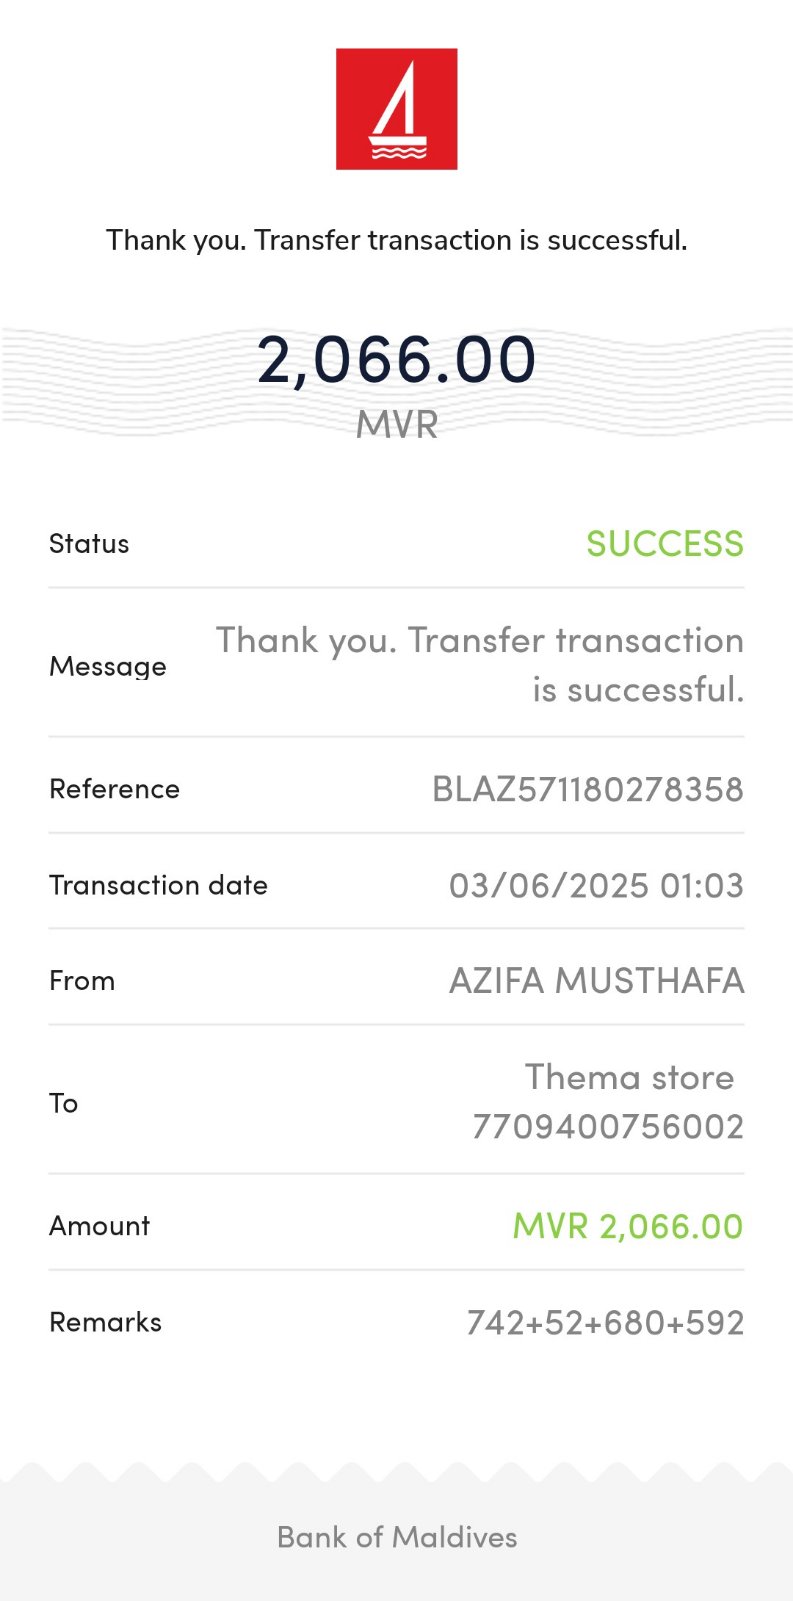 Thank you. Transfer transaction is successful.
2,066.00
MVR
Status SUCCESS
Message Thank you. Transfer transaction
is successful.
Reference BLAZ571180278358
Transaction date 03/06/2025 01:03
From AZIFA MUSTHAFA
To Thema store
7709400756002
Amount MVR 2,066.00
Remarks 742+52+680+592
Bank of Maldives